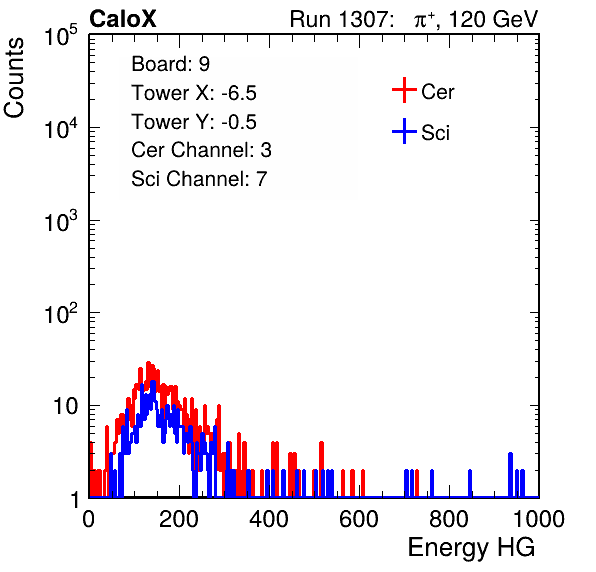 CaloX Run 1307: π⁺, 120 GeV
Counts
10⁵
10⁴
10³
10²
10
1
Board: 9
Tower X: -6.5
Tower Y: -0.5
Cer Channel: 3
Sci Channel: 7
Cer
Sci
0 200 400 600 800 1000
Energy HG